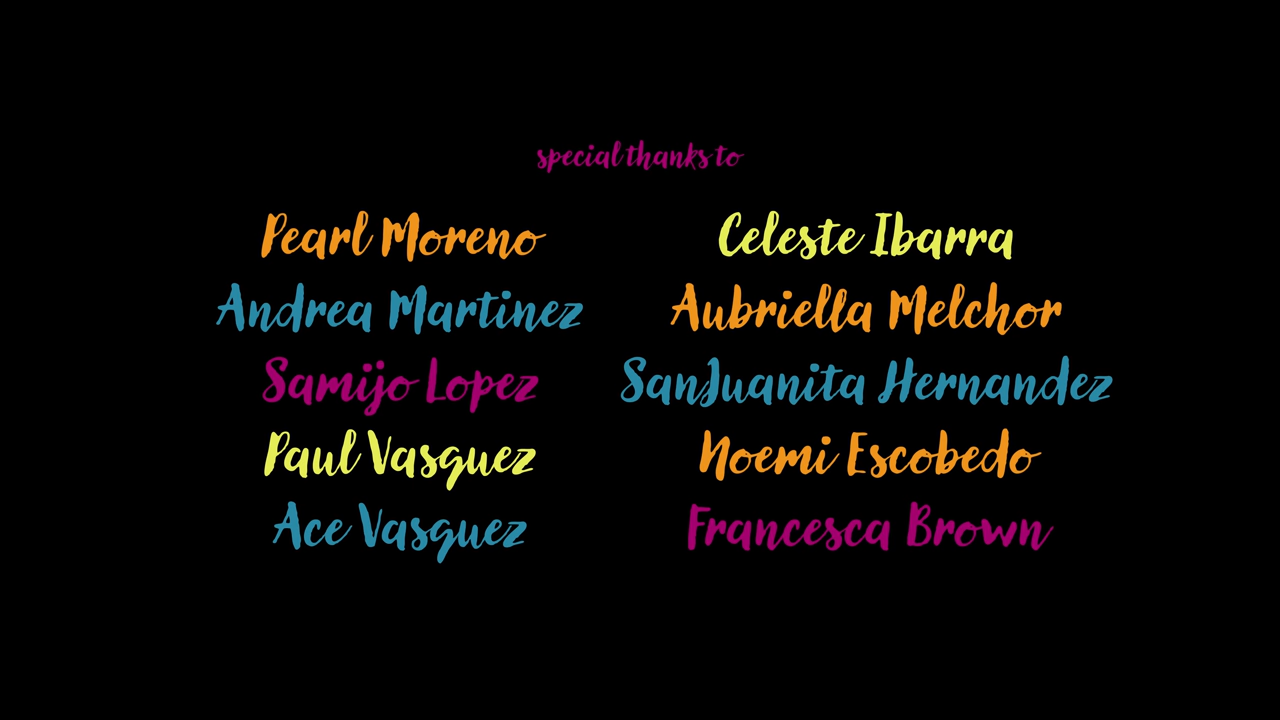 special thanks to
Pearl Moreno
Andrea Martinez
Samijo Lopez
Paul Vasquez
Ace Vasquez
Celeste Ibarra
Aubriella Melchor
SanJuanita Hernandez
Noemi Escobedo
Francesca Brown